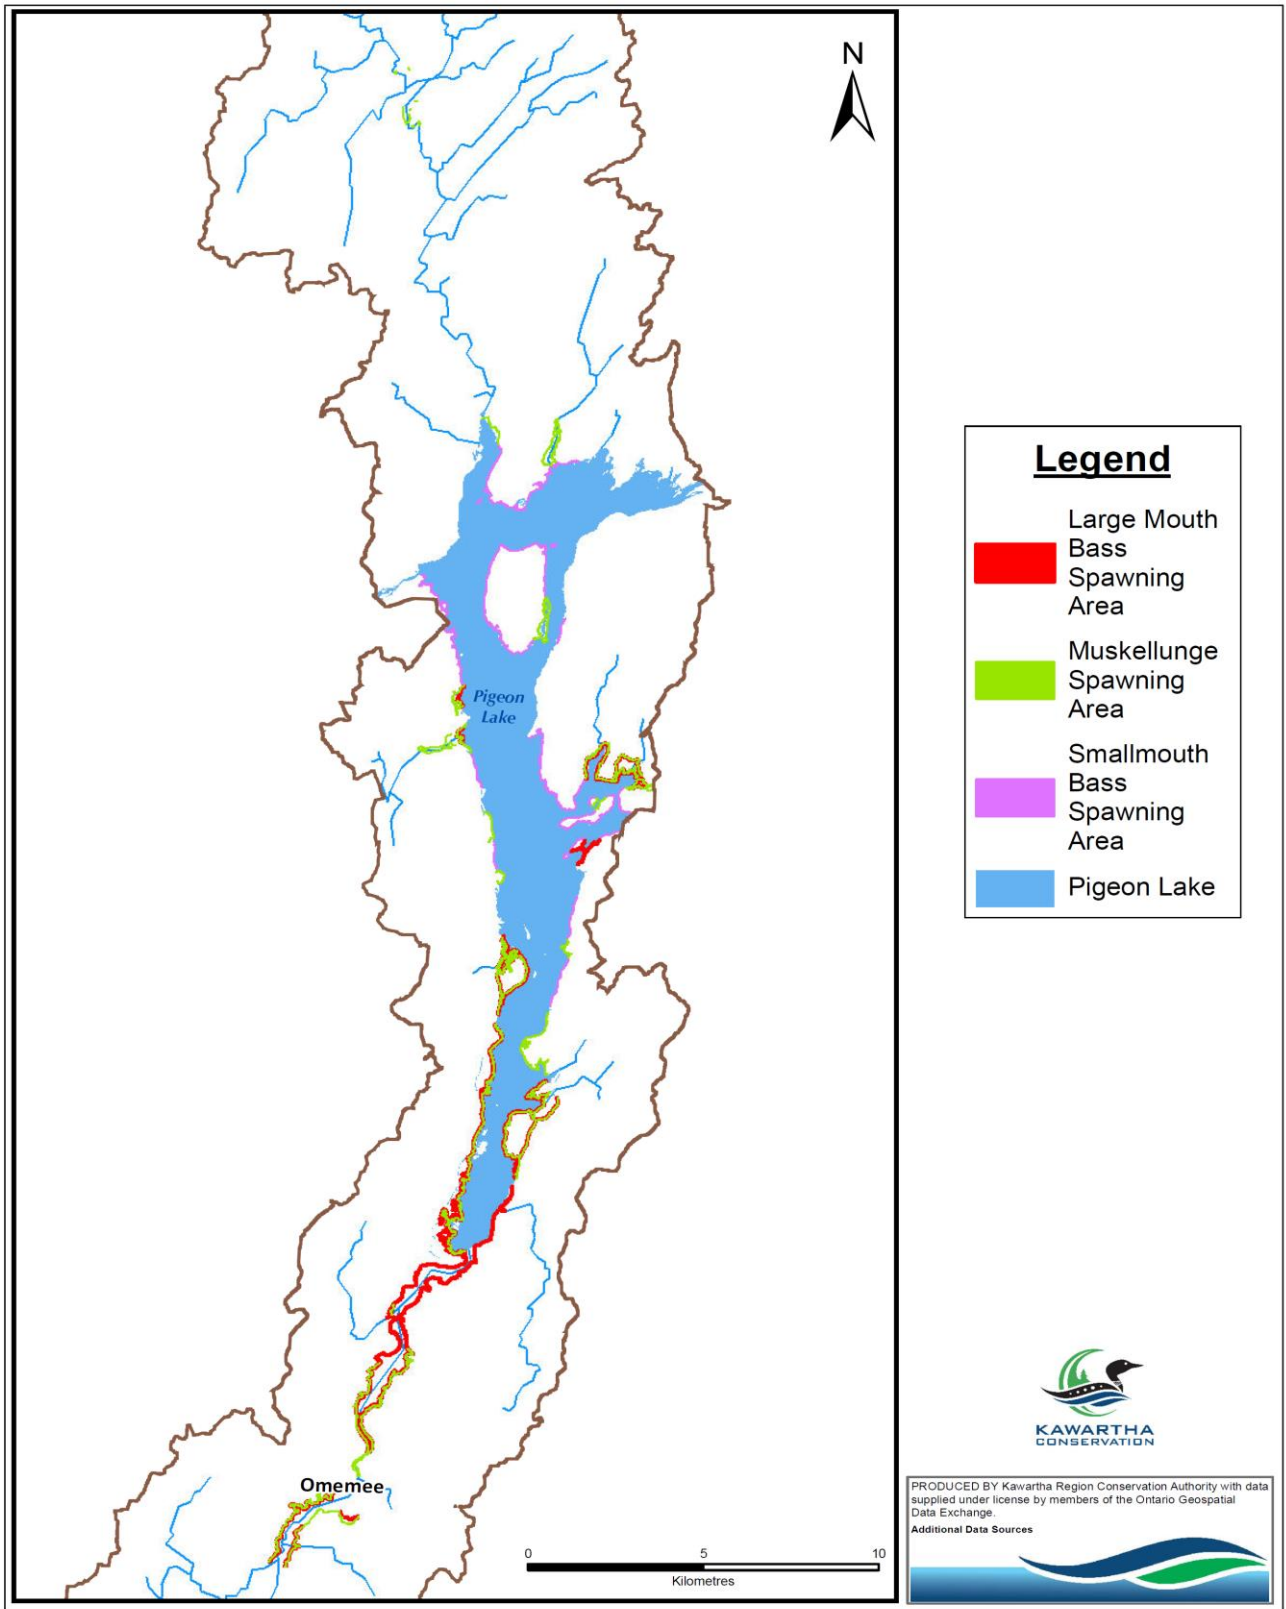 N
Pigeon
Lake
Omemee
0 5 10
Kilometres
Legend
Large Mouth
Bass
Spawning
Area
Muskellunge
Spawning
Area
Smallmouth
Bass
Spawning
Area
Pigeon Lake
KAWARTHA
CONSERVATION
PRODUCED BY Kawartha Region Conservation Authority with data
supplied under license by members of the Ontario Geospatial
Data Exchange.
Additional Data Sources